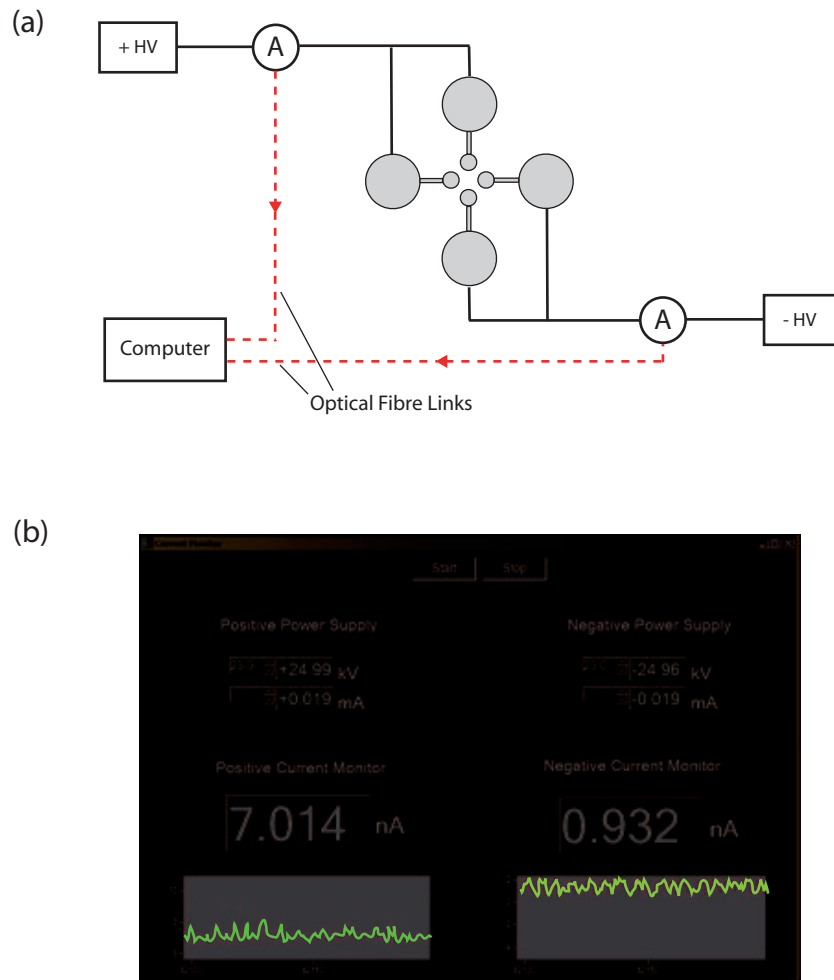 (a)
+ HV
A
A
- HV
Computer
Optical Fibre Links
(b)
Current Monitor
Start Stop
Positive Power Supply Negative Power Supply
+24.99 kV -24.96 kV
+0.019 mA -0.019 mA
Positive Current Monitor Negative Current Monitor
7.014 nA 0.932 nA